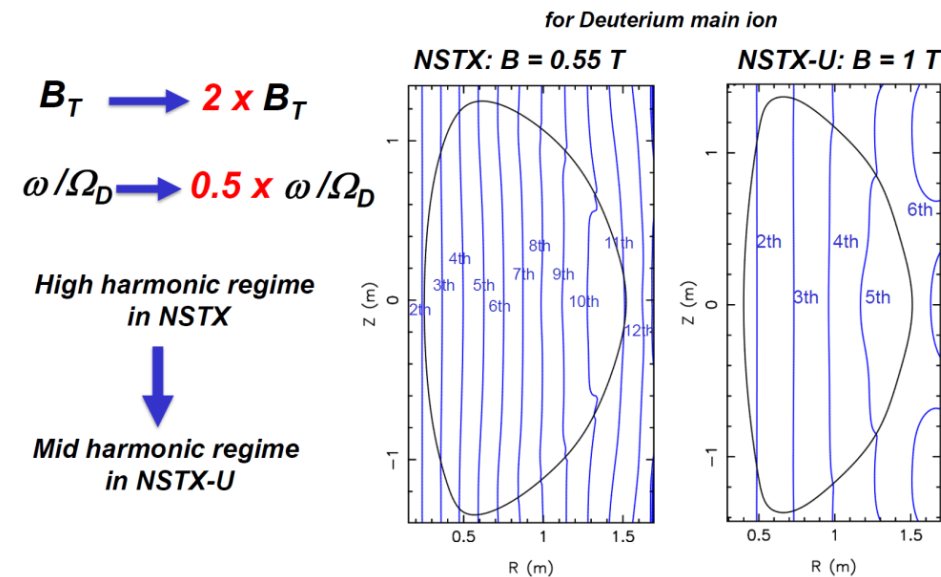 for Deuterium main ion
NSTX: B = 0.55 T
NSTX-U: B = 1 T
B_T → 2 x B_T
ω/Ω_D → 0.5 x ω/Ω_D
High harmonic regime
in NSTX
Mid harmonic regime
in NSTX-U
Z (m)
1
0
−1
2th
3th
4th
5th
6th
7th
8th
9th
10th
11th
12th
0.5
1
1.5
R (m)
Z (m)
1
0
−1
2th
3th
4th
5th
6th
0.5
1
1.5
R (m)